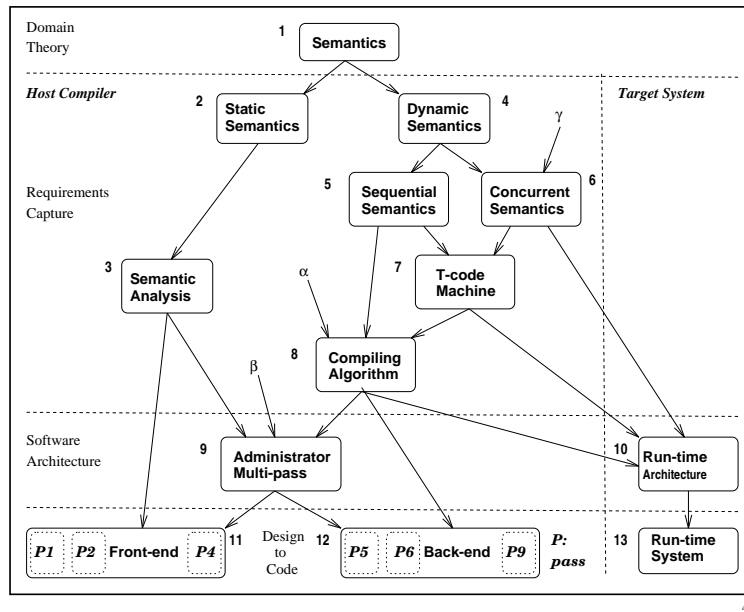 Domain
Theory
1
Semantics
Host Compiler
Target System
2
Static
Semantics
Dynamic
Semantics
4
γ
Requirements
Capture
5
Sequential
Semantics
Concurrent
Semantics
6
3
Semantic
Analysis
α
7
T-code
Machine
8
Compiling
Algorithm
β
Software
Architecture
9
Administrator
Multi-pass
10
Run-time
Architecture
P1 P2 Front-end P4
11
Design
to
Code
12
P5 P6 Back-end P9
P:
pass
13
Run-time
System